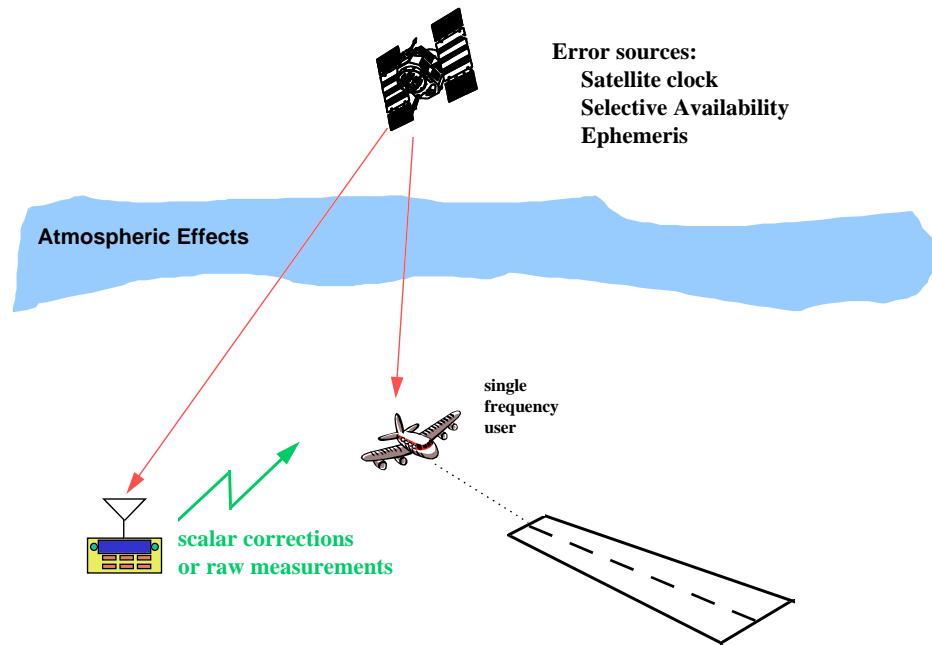 Error sources:
Satellite clock
Selective Availability
Ephemeris
Atmospheric Effects
single
frequency
user
scalar corrections
or raw measurements